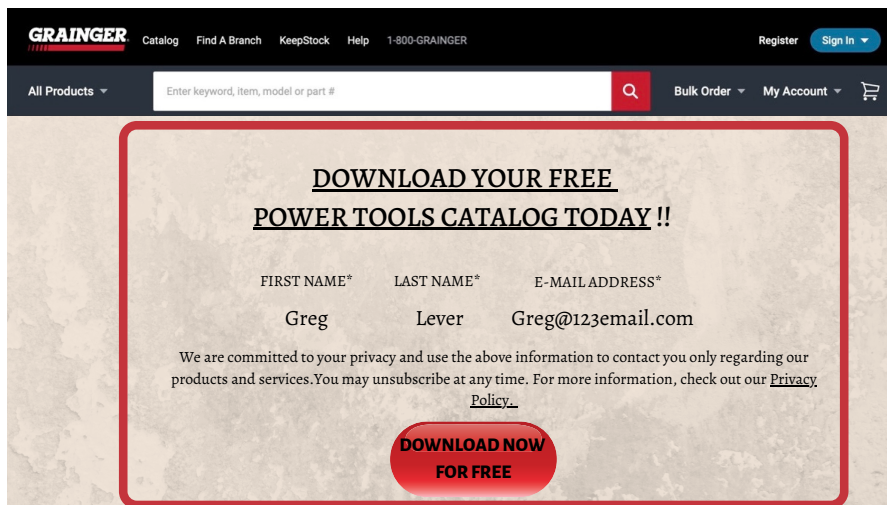 GRAINGER. Catalog Find A Branch KeepStock Help 1-800-GRAINGER Register Sign In
All Products Enter keyword, item, model or part # Bulk Order My Account
DOWNLOAD YOUR FREE
POWER TOOLS CATALOG TODAY !!
FIRST NAME* LAST NAME* E-MAIL ADDRESS*
Greg Lever Greg@123email.com
We are committed to your privacy and use the above information to contact you only regarding our
products and services.You may unsubscribe at any time. For more information, check out our Privacy
Policy.
DOWNLOAD NOW
FOR FREE